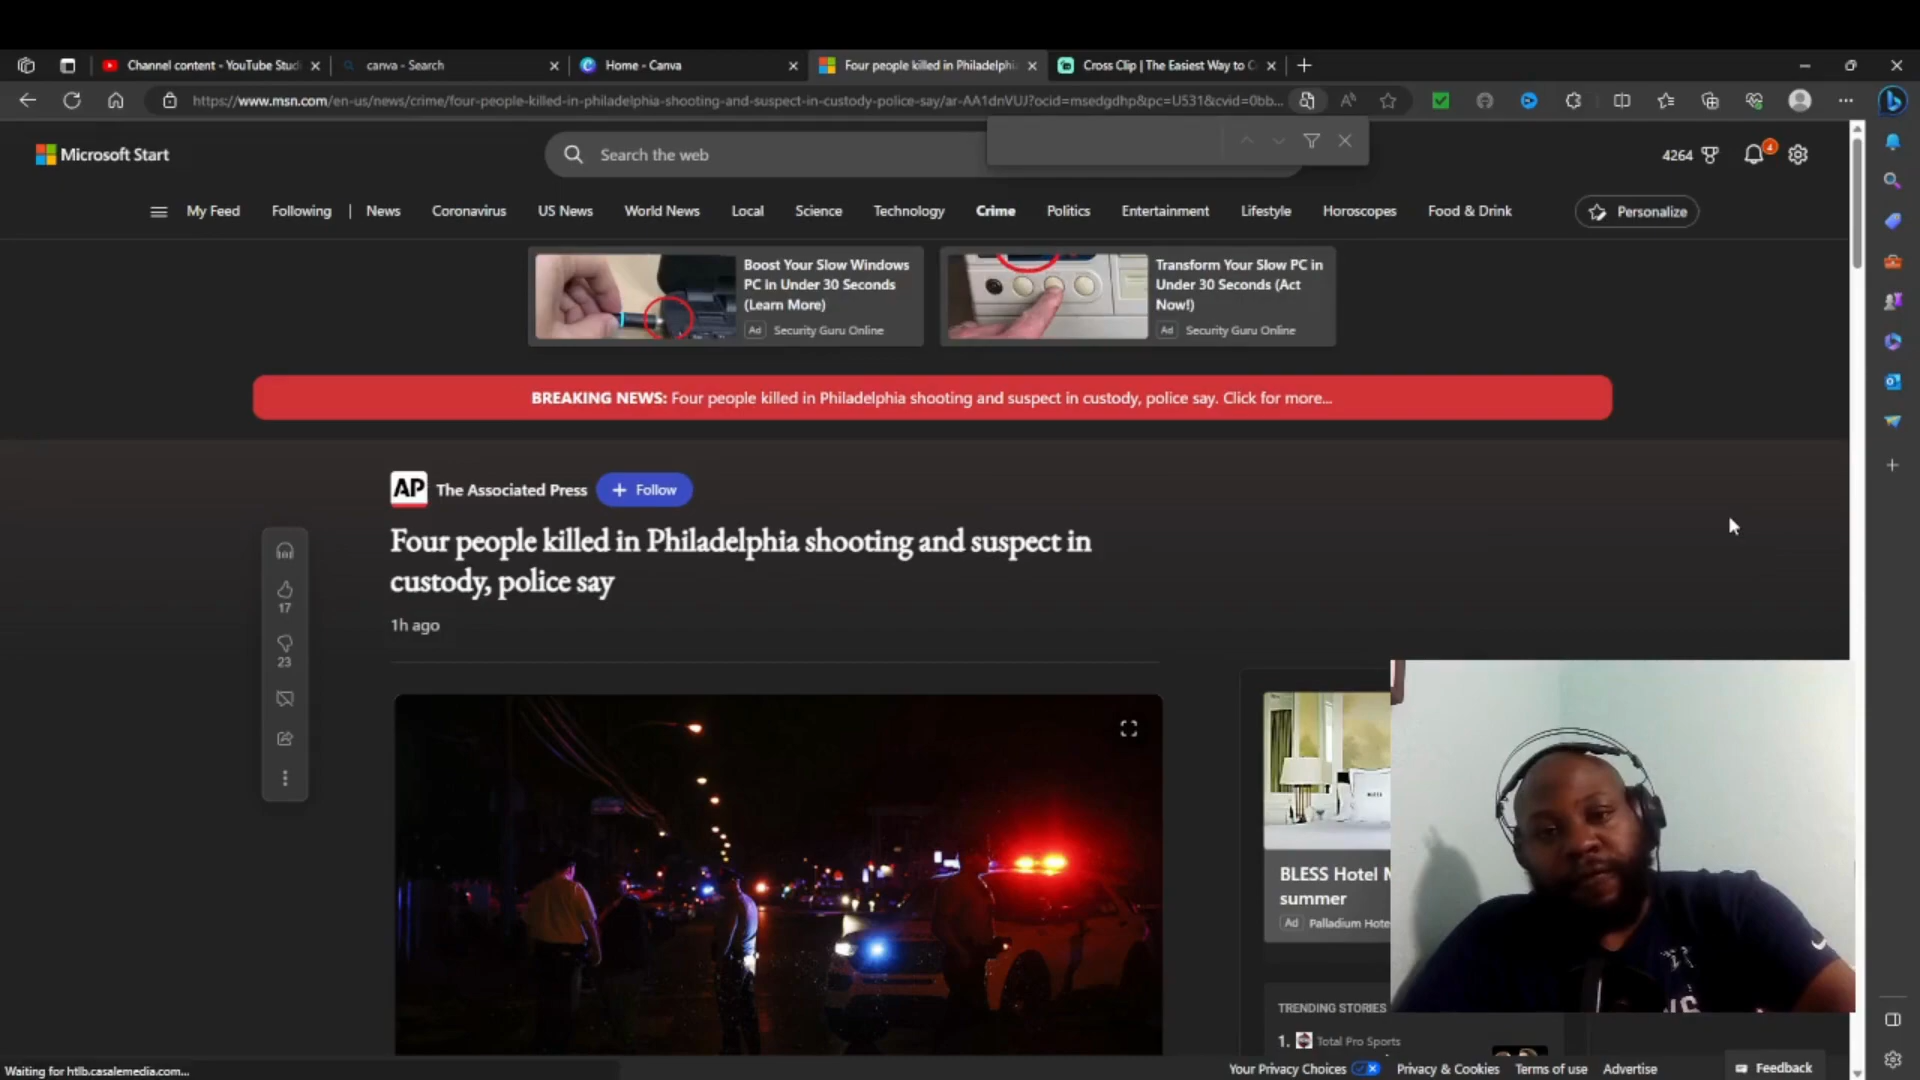 Channel content - YouTube Stud
canva - Search
Home - Canva
Four people killed in Philadelphi
Cross Clip | The Easiest Way to C
https://www.msn.com/en-us/news/crime/four-people-killed-in-philadelphia-shooting-and-suspect-in-custody-police-say/ar-AA1dnVUJ?ocid=msedgdhp&pc=U531&cvid=0bb...
Microsoft Start
Search the web
4264
4
My Feed
Following
News
Coronavirus
US News
World News
Local
Science
Technology
Crime
Politics
Entertainment
Lifestyle
Horoscopes
Food & Drink
Personalize
Boost Your Slow Windows
PC in Under 30 Seconds
(Learn More)
Ad Security Guru Online
Transform Your Slow PC in
Under 30 Seconds (Act
Now!)
Ad Security Guru Online
BREAKING NEWS: Four people killed in Philadelphia shooting and suspect in custody, police say. Click for more...
AP The Associated Press
+ Follow
Four people killed in Philadelphia shooting and suspect in
custody, police say
1h ago
17
23
BLESS Hotel M
summer
Ad Palladium Hote
TRENDING STORIES
1. Total Pro Sports
Waiting for htlb.casalemedia.com...
Your Privacy Choices
Privacy & Cookies
Terms of use
Advertise
Feedback